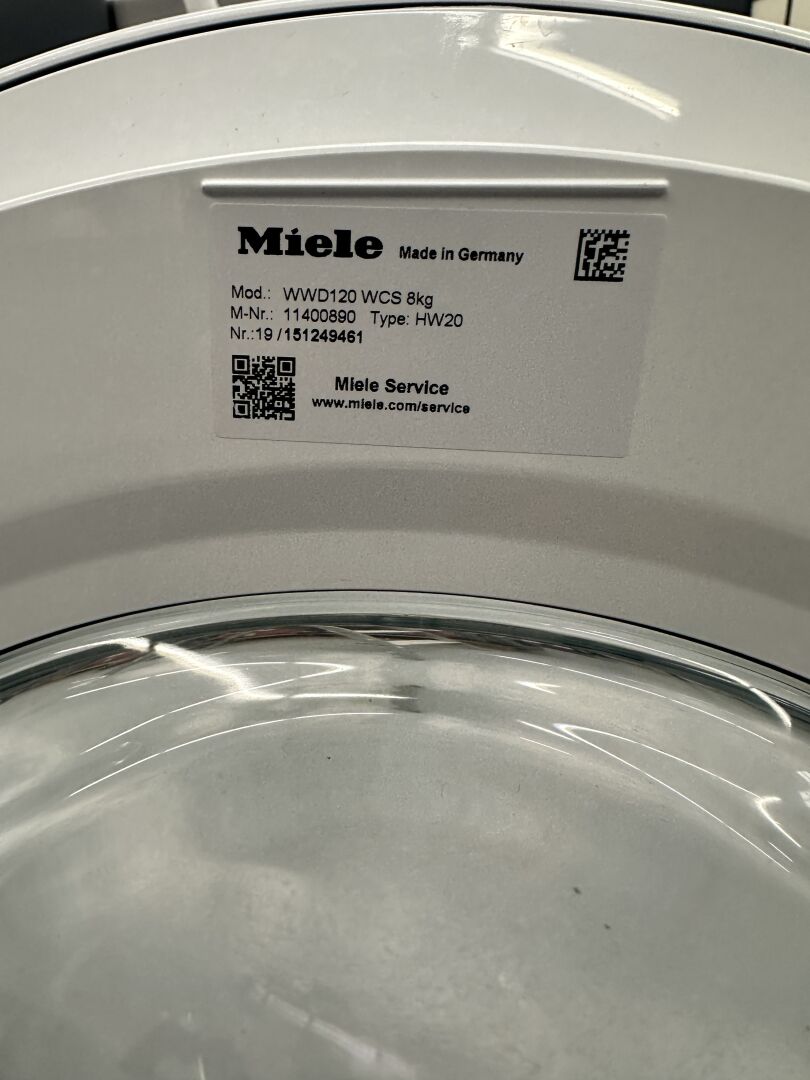 Miele Made in Germany
Mod.: WWD120 WCS 8kg
M-Nr.: 11400890 Type: HW20
Nr.:19 /151249461
Miele Service
www.miele.com/service